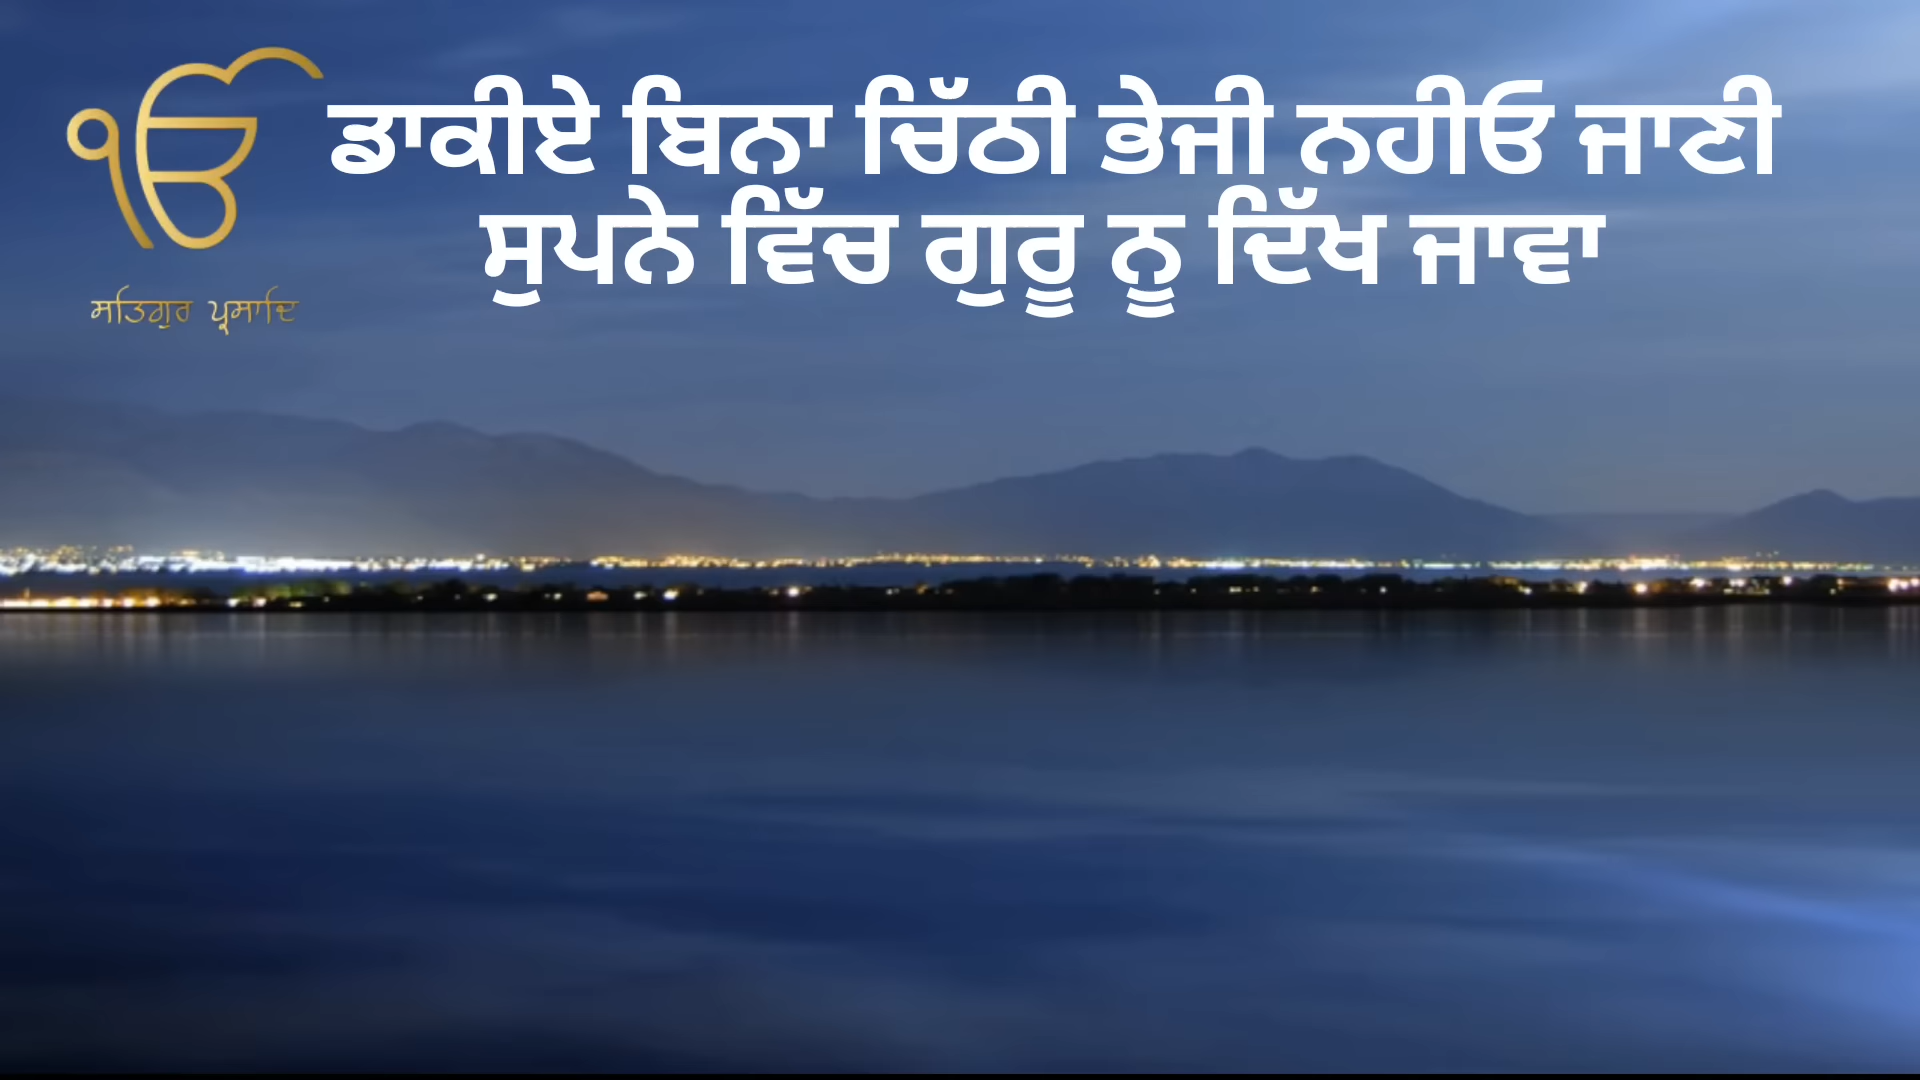 ੴ
ਸਤਿਗੁਰ ਪ੍ਰਸਾਦਿ
ਡਾਕੀਏ ਬਿਨਾ ਚਿੱਠੀ ਭੇਜੀ ਨਹੀਓ ਜਾਣੀ
ਸੁਪਨੇ ਵਿੱਚ ਗੁਰੂ ਨੂ ਦਿੱਖ ਜਾਵਾ